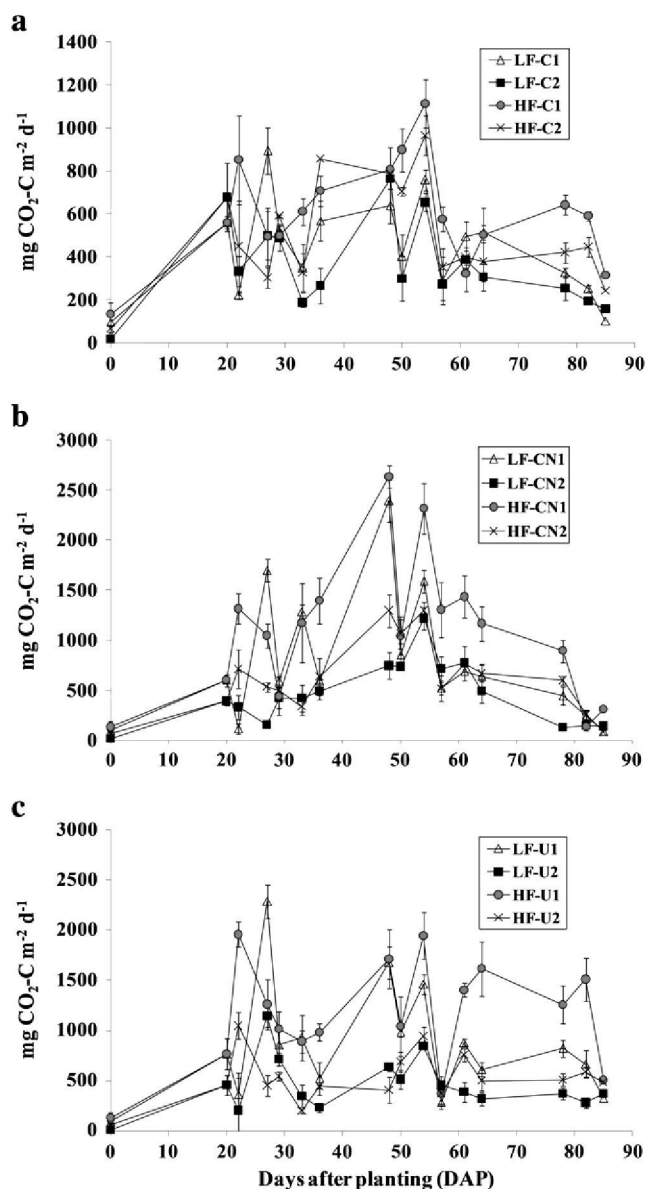 a
1400
1200
1000
800
600
400
200
0
mg CO2-C m-2 d-1
LF-C1
LF-C2
HF-C1
HF-C2
0 10 20 30 40 50 60 70 80 90
b
3000
2500
2000
1500
1000
500
0
mg CO2-C m-2 d-1
LF-CN1
LF-CN2
HF-CN1
HF-CN2
0 10 20 30 40 50 60 70 80 90
c
3000
2500
2000
1500
1000
500
0
mg CO2-C m-2 d-1
LF-U1
LF-U2
HF-U1
HF-U2
0 10 20 30 40 50 60 70 80 90
Days after planting (DAP)